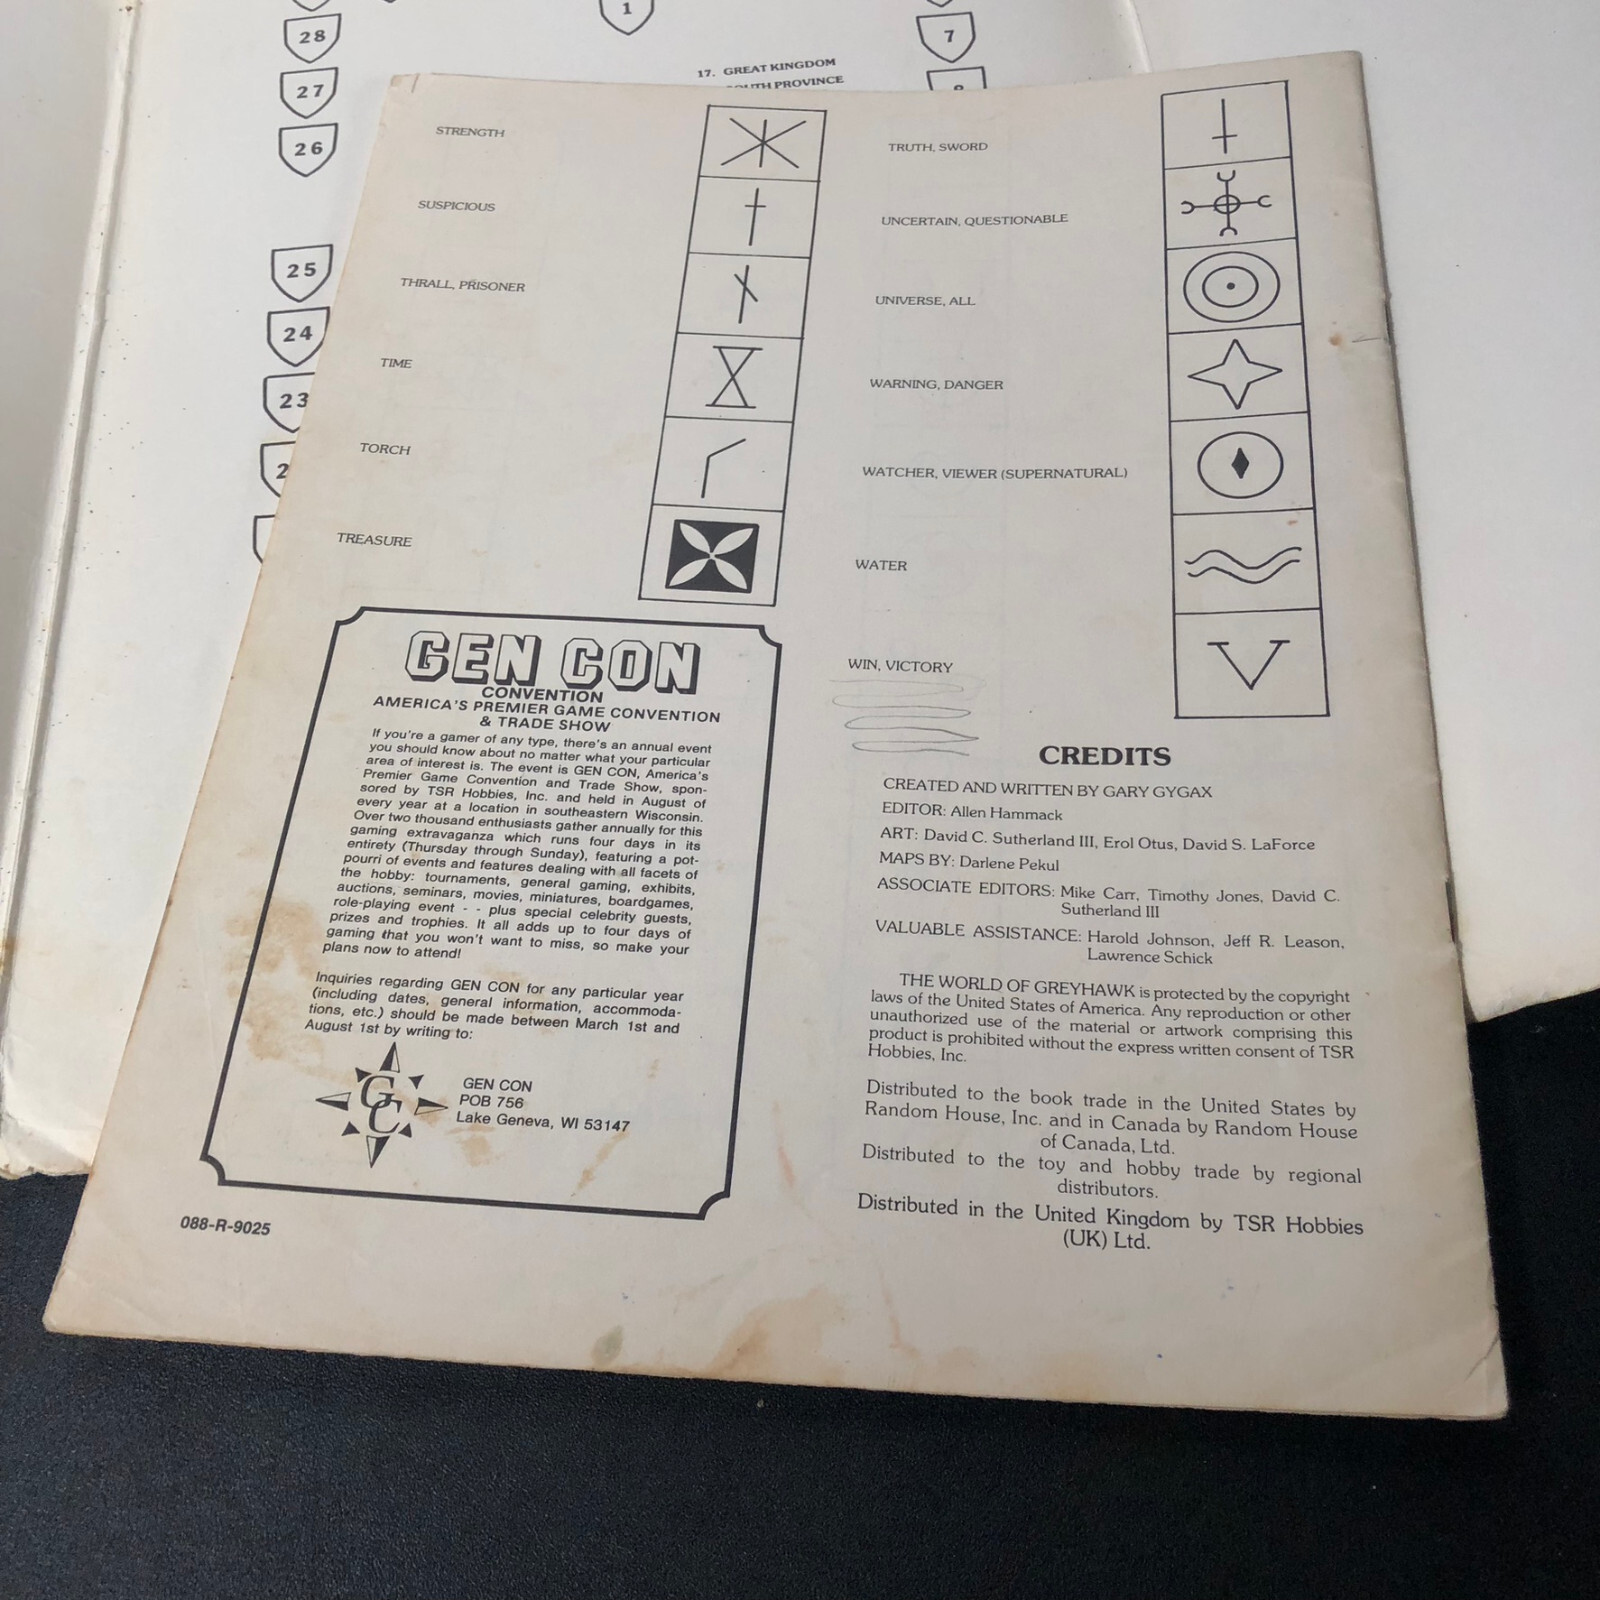 28
27
26
25
24
23
2
1
7
8
17. GREAT KINGDOM
SOUTH PROVINCE
STRENGTH
SUSPICIOUS
THRALL, PRISONER
TIME
TORCH
TREASURE
TRUTH, SWORD
UNCERTAIN, QUESTIONABLE
UNIVERSE, ALL
WARNING, DANGER
WATCHER, VIEWER (SUPERNATURAL)
WATER
WIN, VICTORY
GEN CON
CONVENTION
AMERICA'S PREMIER GAME CONVENTION
& TRADE SHOW
If you're a gamer of any type, there's an annual event
you should know about no matter what your particular
area of interest is. The event is GEN CON, America's
Premier Game Convention and Trade Show, spon-
sored by TSR Hobbies, Inc. and held in August of
every year at a location in southeastern Wisconsin.
Over two thousand enthusiasts gather annually for this
gaming extravaganza which runs four days in its
entirety (Thursday through Sunday), featuring a pot-
pourri of events and features dealing with all facets of
the hobby: tournaments, general gaming, exhibits,
auctions, seminars, movies, miniatures, boardgames,
role-playing event - - plus special celebrity guests,
prizes and trophies. It all adds up to four days of
gaming that you won't want to miss, so make your
plans now to attend!
Inquiries regarding GEN CON for any particular year
(including dates, general information, accommoda-
tions, etc.) should be made between March 1st and
August 1st by writing to:
GC
GEN CON
POB 756
Lake Geneva, WI 53147
088-R-9025
CREDITS
CREATED AND WRITTEN BY GARY GYGAX
EDITOR: Allen Hammack
ART: David C. Sutherland III, Erol Otus, David S. LaForce
MAPS BY: Darlene Pekul
ASSOCIATE EDITORS: Mike Carr, Timothy Jones, David C.
Sutherland III
VALUABLE ASSISTANCE: Harold Johnson, Jeff R. Leason,
Lawrence Schick
THE WORLD OF GREYHAWK is protected by the copyright
laws of the United States of America. Any reproduction or other
unauthorized use of the material or artwork comprising this
product is prohibited without the express written consent of TSR
Hobbies, Inc.
Distributed to the book trade in the United States by
Random House, Inc. and in Canada by Random House
of Canada, Ltd.
Distributed to the toy and hobby trade by regional
distributors.
Distributed in the United Kingdom by TSR Hobbies
(UK) Ltd.